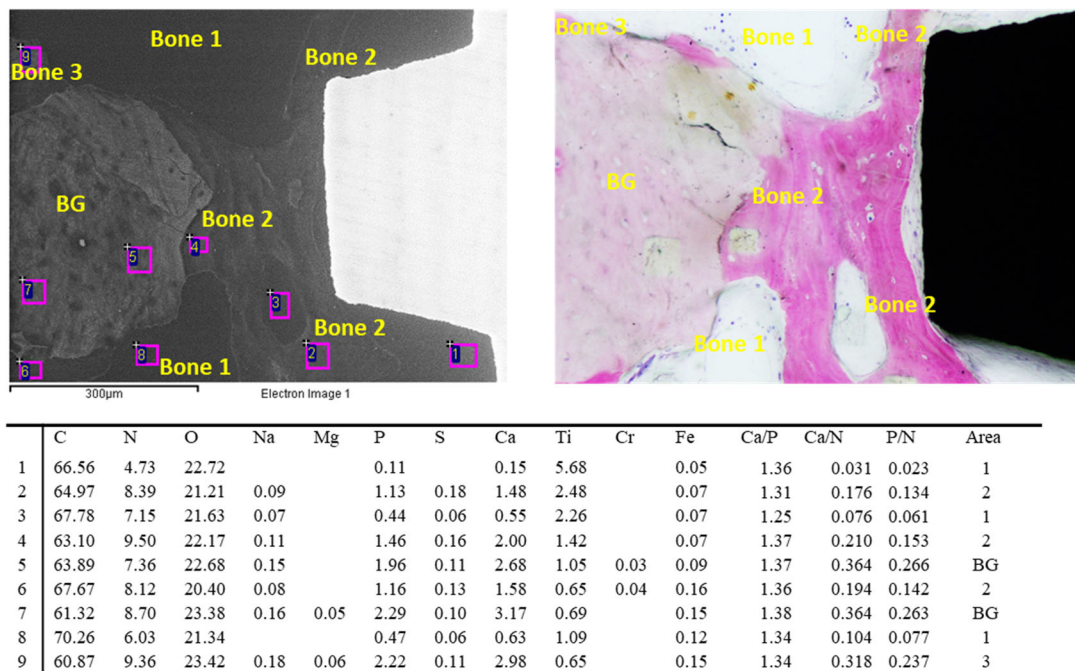 Bone 1
Bone 2
9
Bone 3
BG
Bone 2
4
5
7
3
Bone 2
8
2
1
6
Bone 1
300µm
Electron Image 1
Bone 3
Bone 1
Bone 2
BG
Bone 2
Bone 2
Bone 1
C N O Na Mg P S Ca Ti Cr Fe Ca/P Ca/N P/N Area
1 66.56 4.73 22.72 0.11 0.15 5.68 0.05 1.36 0.031 0.023 1
2 64.97 8.39 21.21 0.09 1.13 0.18 1.48 2.48 0.07 1.31 0.176 0.134 2
3 67.78 7.15 21.63 0.07 0.44 0.06 0.55 2.26 0.07 1.25 0.076 0.061 1
4 63.10 9.50 22.17 0.11 1.46 0.16 2.00 1.42 0.07 1.37 0.210 0.153 2
5 63.89 7.36 22.68 0.15 1.96 0.11 2.68 1.05 0.03 0.09 1.37 0.364 0.266 BG
6 67.67 8.12 20.40 0.08 1.16 0.13 1.58 0.65 0.04 0.16 1.36 0.194 0.142 2
7 61.32 8.70 23.38 0.16 0.05 2.29 0.10 3.17 0.69 0.15 1.38 0.364 0.263 BG
8 70.26 6.03 21.34 0.47 0.06 0.63 1.09 0.12 1.34 0.104 0.077 1
9 60.87 9.36 23.42 0.18 0.06 2.22 0.11 2.98 0.65 0.15 1.34 0.318 0.237 3